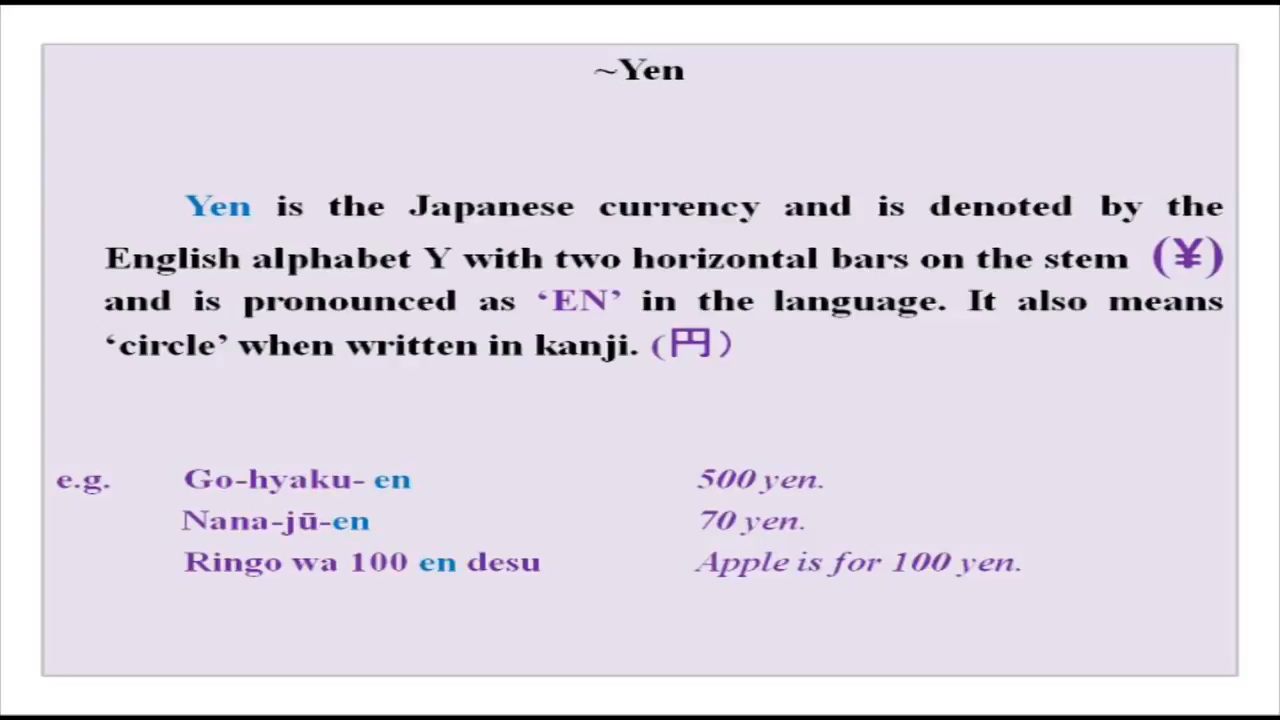 ~Yen
Yen is the Japanese currency and is denoted by the
English alphabet Y with two horizontal bars on the stem (¥)
and is pronounced as ‘EN’ in the language. It also means
‘circle’ when written in kanji. (円)
e.g. Go-hyaku- en 500 yen.
Nana-jū-en 70 yen.
Ringo wa 100 en desu Apple is for 100 yen.